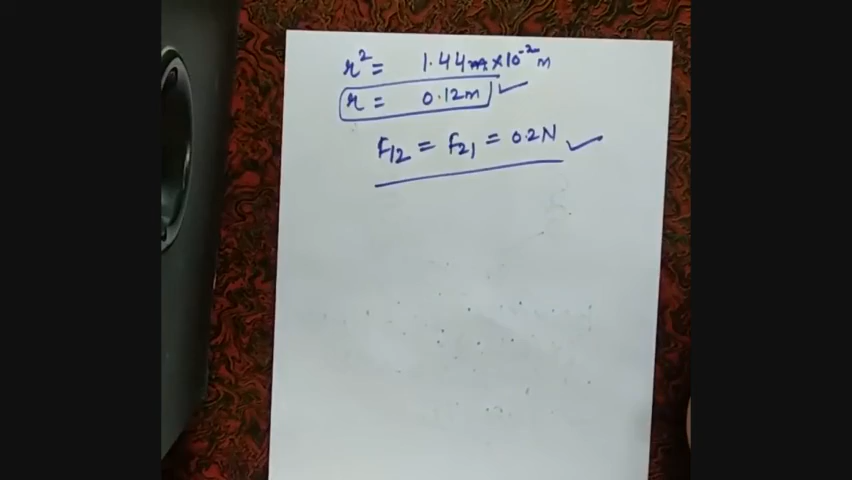 r² = 1.44 × 10⁻² m
r = 0.12m
F₁₂ = F₂₁ = 0.2N